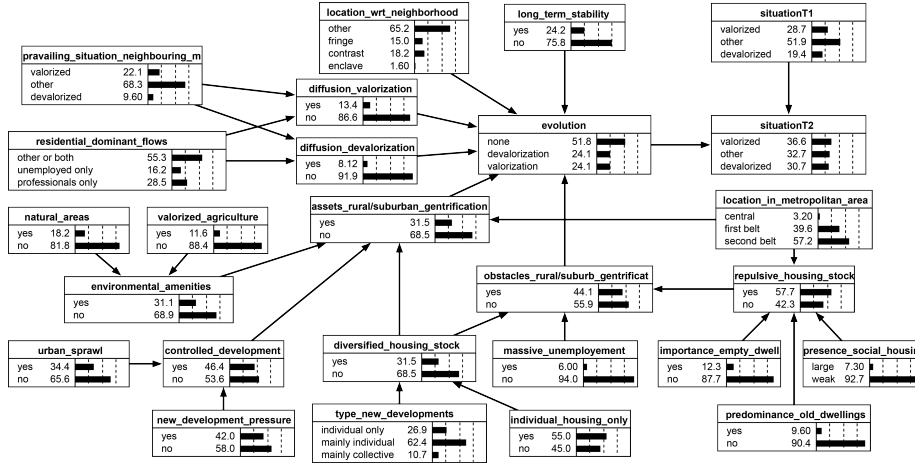 location_wrt_neighborhood
other 65.2
fringe 15.0
contrast 18.2
enclave 1.60
long_term_stability
yes 24.2
no 75.8
situationT1
valorized 28.7
other 51.9
devalorized 19.4
pravailing_situation_neighbouring_m
valorized 22.1
other 68.3
devalorized 9.60
diffusion_valorization
yes 13.4
no 86.6
evolution
none 51.8
devalorization 24.1
valorization 24.1
situationT2
valorized 36.6
other 32.7
devalorized 30.7
residential_dominant_flows
other or both 55.3
unemployed only 16.2
professionals only 28.5
diffusion_devalorization
yes 8.12
no 91.9
assets_rural/suburban_gentrification
yes 31.5
no 68.5
location_in_metropolitan_area
central 3.20
first belt 39.6
second belt 57.2
natural_areas
yes 18.2
no 81.8
valorized_agriculture
yes 11.6
no 88.4
environmental_amenities
yes 31.1
no 68.9
obstacles_rural/suburb_gentrificat
yes 44.1
no 55.9
repulsive_housing_stock
yes 57.7
no 42.3
urban_sprawl
yes 34.4
no 65.6
controlled_development
yes 46.4
no 53.6
diversified_housing_stock
yes 31.5
no 68.5
massive_unemployement
yes 6.00
no 94.0
importance_empty_dwell
yes 12.3
no 87.7
presence_social_housin
large 7.30
weak 92.7
new_development_pressure
yes 42.0
no 58.0
type_new_developments
individual only 26.9
mainly individual 62.4
mainly collective 10.7
individual_housing_only
yes 55.0
no 45.0
predominance_old_dwellings
yes 9.60
no 90.4